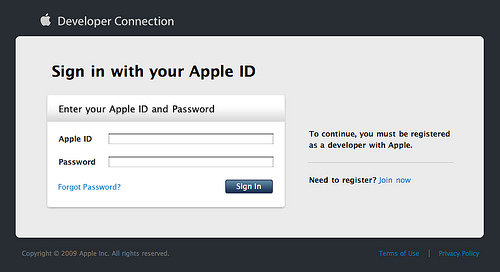 Developer Connection
Sign in with your Apple ID
Enter your Apple ID and Password
Apple ID
Password
Forgot Password?
Sign In
To continue, you must be registered
as a developer with Apple.
Need to register? Join now
Copyright © 2009 Apple Inc. All rights reserved.
Terms of Use | Privacy Policy